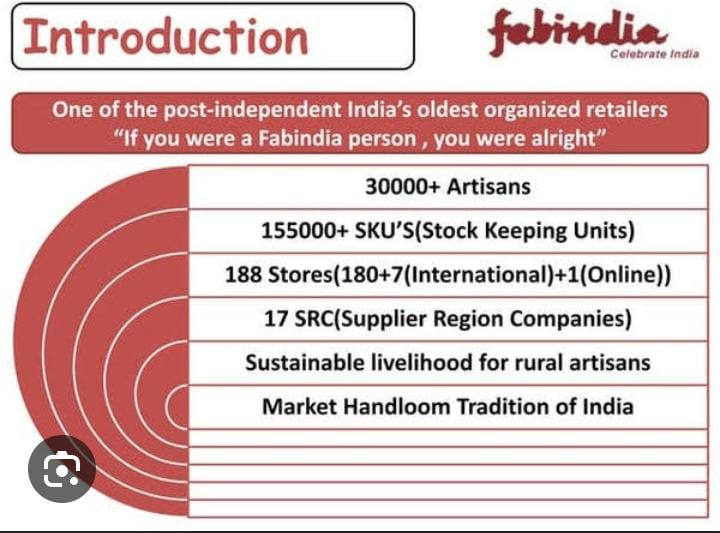 Introduction
fabindia
Celebrate India
One of the post-independent India’s oldest organized retailers
“If you were a Fabindia person , you were alright”
30000+ Artisans
155000+ SKU’S(Stock Keeping Units)
188 Stores(180+7(International)+1(Online))
17 SRC(Supplier Region Companies)
Sustainable livelihood for rural artisans
Market Handloom Tradition of India